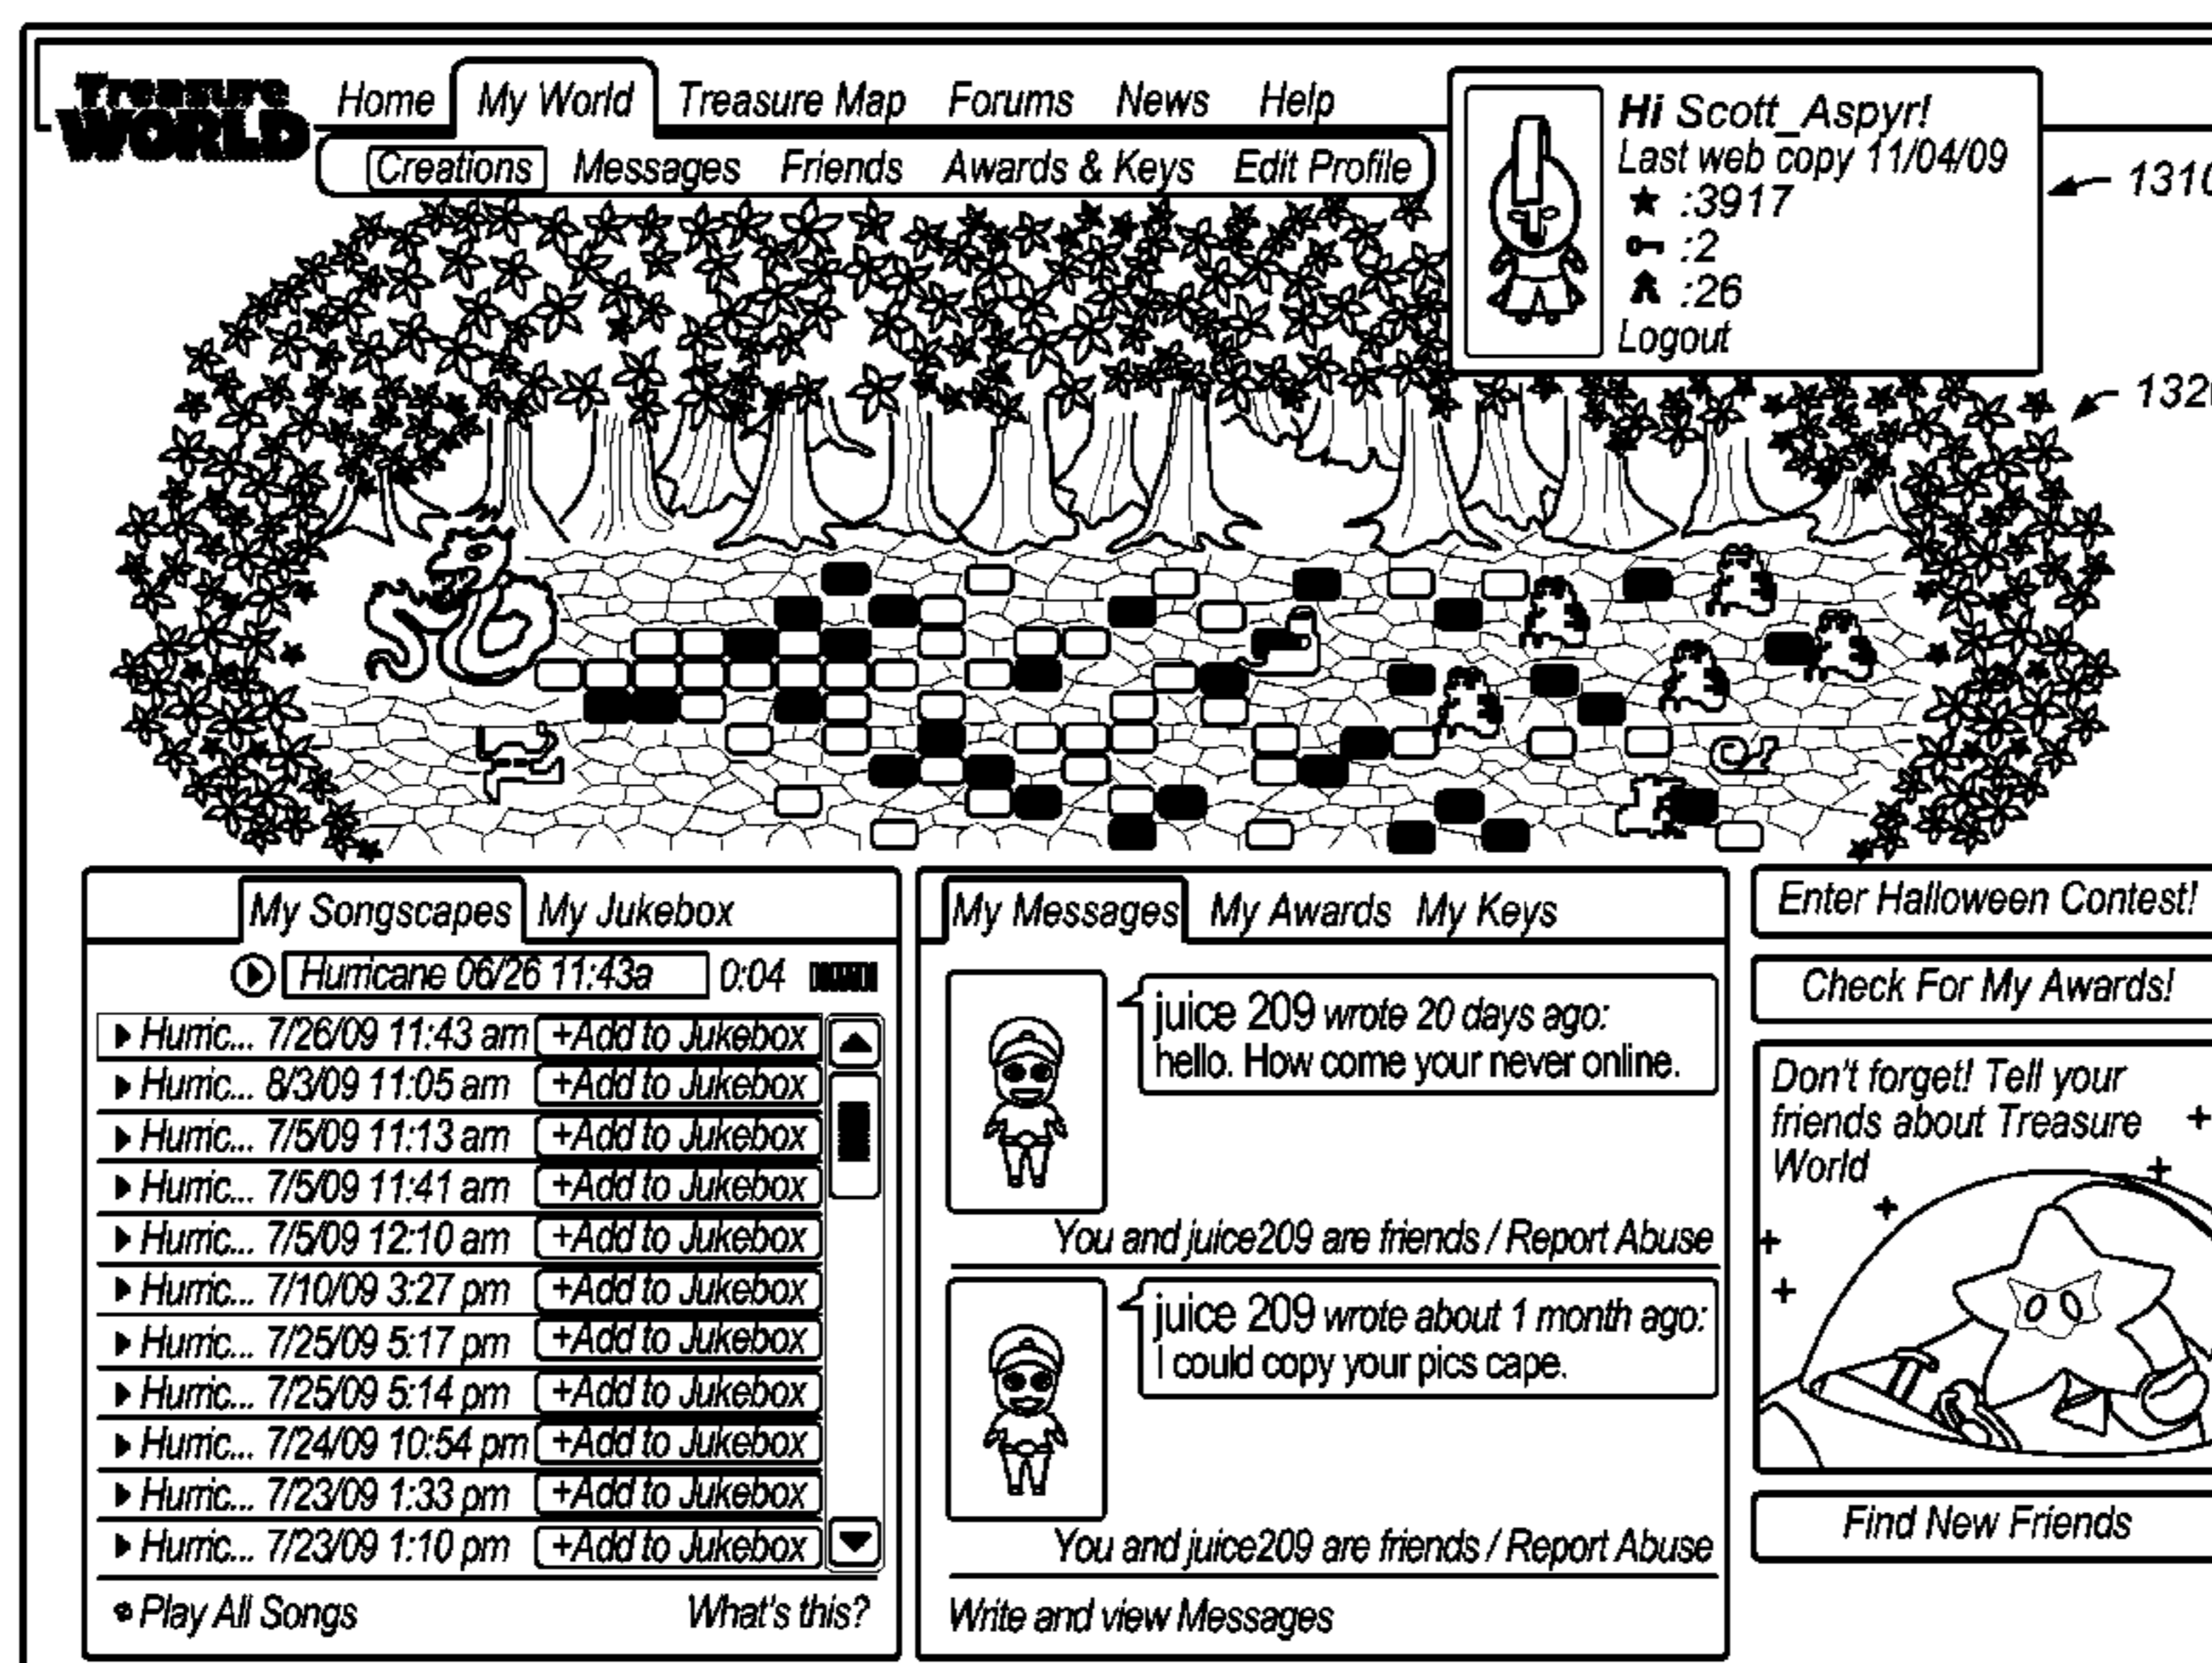 Treasure
WORLD
Home My World Treasure Map Forums News Help
Creations Messages Friends Awards & Keys Edit Profile
Hi Scott_Aspyr!
Last web copy 11/04/09
:3917
:2
:26
Logout
My Songscapes My Jukebox
Hurricane 06/26 11:43a 0:04
Hurric... 7/26/09 11:43 am +Add to Jukebox
Hurric... 8/3/09 11:05 am +Add to Jukebox
Hurric... 7/5/09 11:13 am +Add to Jukebox
Hurric... 7/5/09 11:41 am +Add to Jukebox
Hurric... 7/5/09 12:10 am +Add to Jukebox
Hurric... 7/10/09 3:27 pm +Add to Jukebox
Hurric... 7/25/09 5:17 pm +Add to Jukebox
Hurric... 7/25/09 5:14 pm +Add to Jukebox
Hurric... 7/24/09 10:54 pm +Add to Jukebox
Hurric... 7/23/09 1:33 pm +Add to Jukebox
Hurric... 7/23/09 1:10 pm +Add to Jukebox
Play All Songs What's this?
My Messages My Awards My Keys
juice 209 wrote 20 days ago:
hello. How come your never online.
You and juice209 are friends / Report Abuse
juice 209 wrote about 1 month ago:
I could copy your pics cape.
You and juice209 are friends / Report Abuse
Write and view Messages
Enter Halloween Contest!
Check For My Awards!
Don't forget! Tell your
friends about Treasure
World
Find New Friends